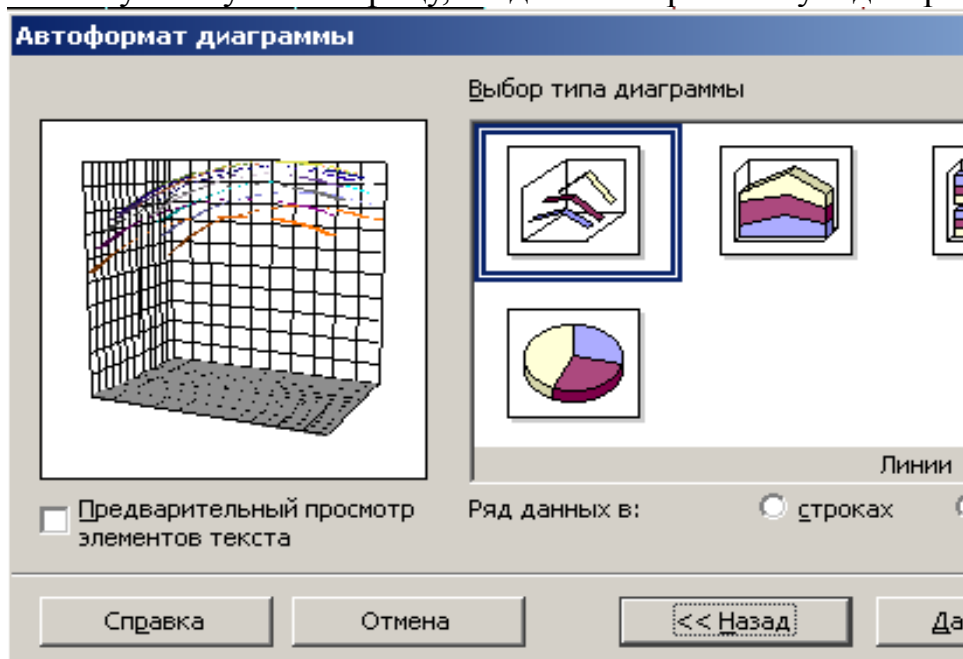 Автоформат диаграммы
Выбор типа диаграммы
Линии
Предварительный просмотр
элементов текста
Ряд данных в:
строках
Справка
Отмена
<< Назад